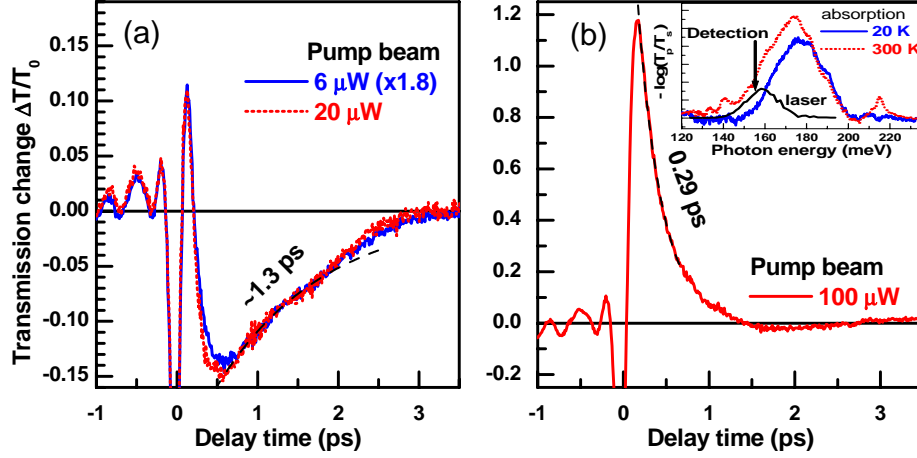 (a)
Pump beam
6 μW (x1.8)
20 μW
~1.3 ps
Transmission change ΔT/T₀
0.15
0.10
0.05
0.00
-0.05
-0.10
-0.15
-1
0
1
2
3
Delay time (ps)
(b)
0.29 ps
Pump beam
100 μW
1.2
1.0
0.8
0.6
0.4
0.2
0.0
-0.2
-1
0
1
2
3
Delay time (ps)
absorption
20 K
300 K
Detection
laser
-log(Tₚ/Tₛ)
120
140
160
180
200
220
Photon energy (meV)